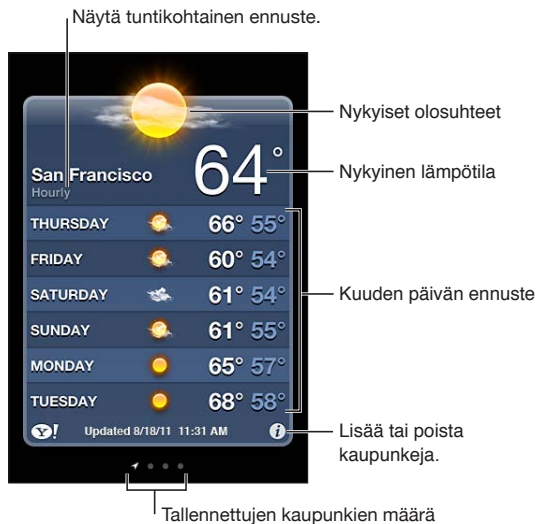 Näytä tuntikohtainen ennuste.
Nykyiset olosuhteet
San Francisco
Hourly
64°
Nykyinen lämpötila
THURSDAY 66° 55°
FRIDAY 60° 54°
SATURDAY 61° 54°
Kuuden päivän ennuste
SUNDAY 61° 55°
MONDAY 65° 57°
TUESDAY 68° 58°
Y! Updated 8/18/11 11:31 AM i
Lisää tai poista
kaupunkeja.
Tallennettujen kaupunkien määrä